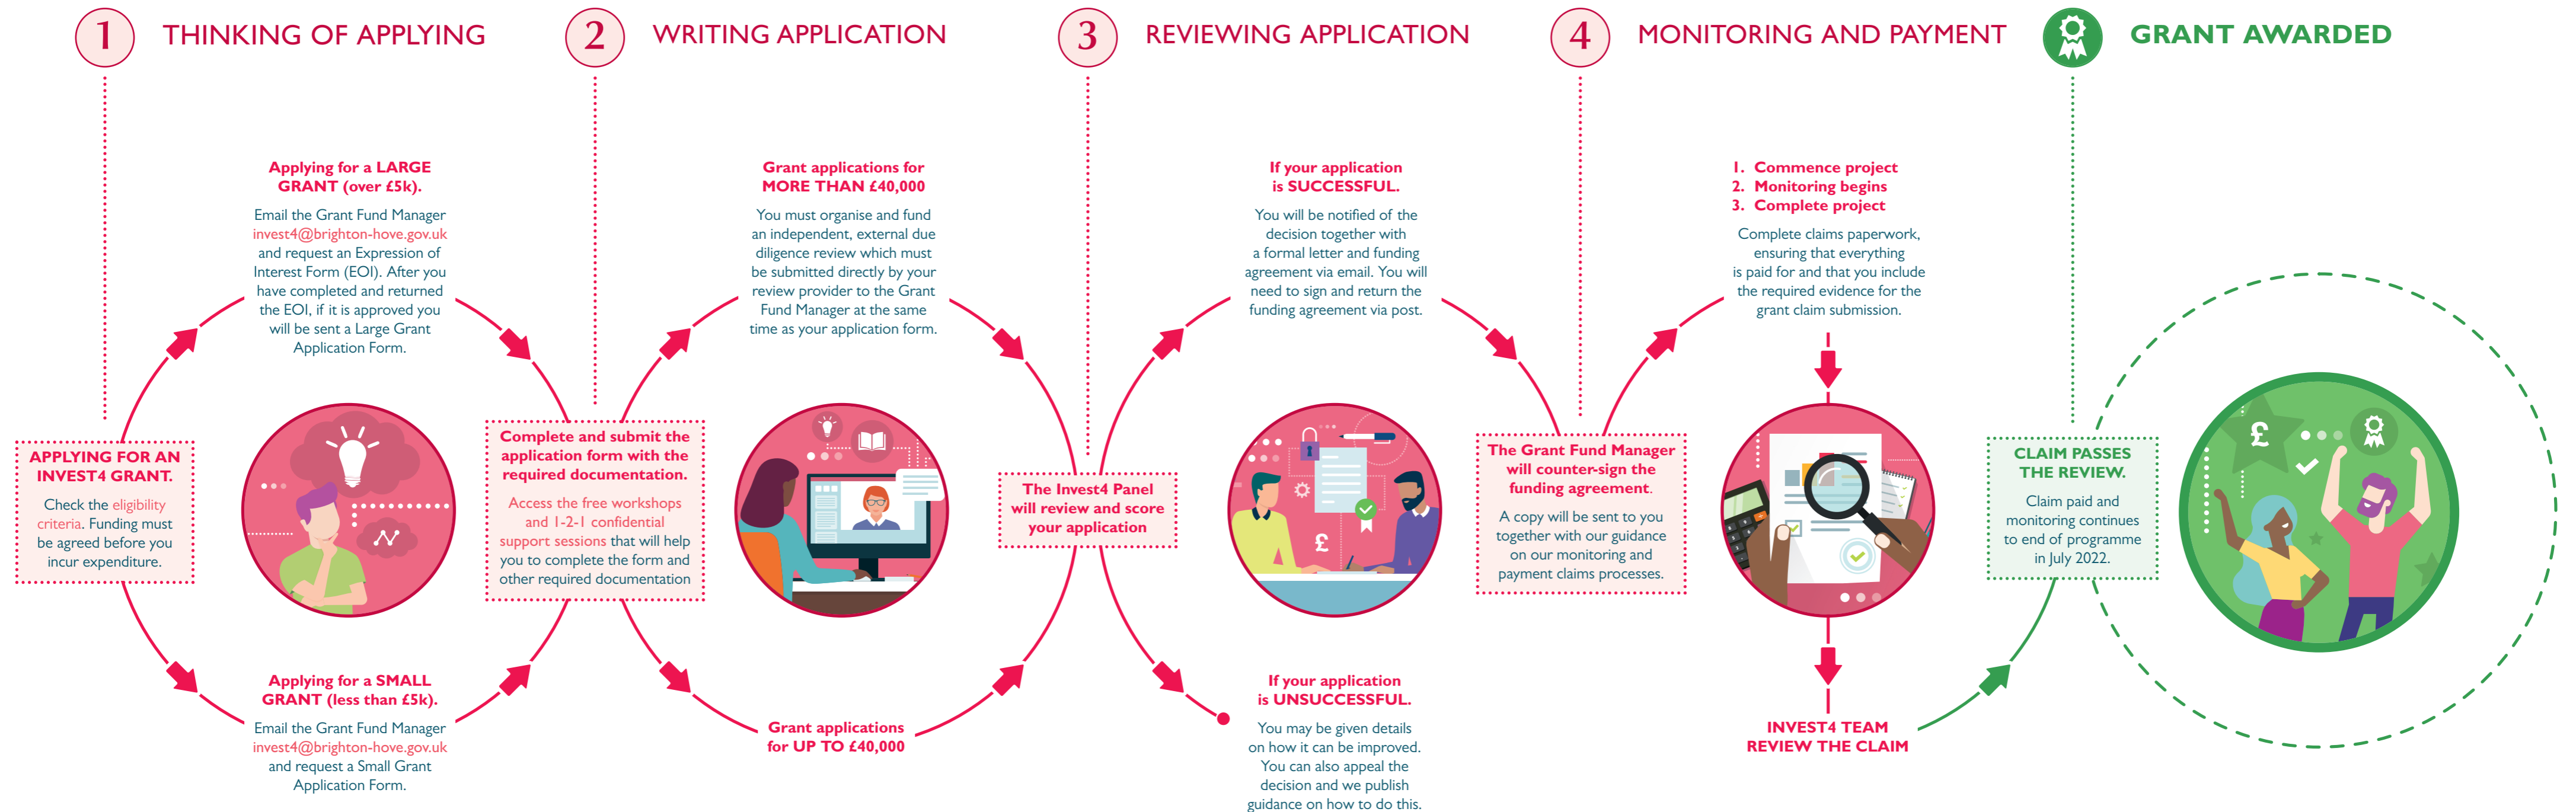 1 THINKING OF APPLYING
2 WRITING APPLICATION
3 REVIEWING APPLICATION
4 MONITORING AND PAYMENT
GRANT AWARDED
APPLYING FOR AN
INVEST4 GRANT.
Check the eligibility
criteria. Funding must
be agreed before you
incur expenditure.
Applying for a LARGE
GRANT (over £5k).
Email the Grant Fund Manager
invest4@brighton-hove.gov.uk
and request an Expression of
Interest Form (EOI). After you
have completed and returned
the EOI, if it is approved you
will be sent a Large Grant
Application Form.
Applying for a SMALL
GRANT (less than £5k).
Email the Grant Fund Manager
invest4@brighton-hove.gov.uk
and request a Small Grant
Application Form.
Complete and submit the
application form with the
required documentation.
Access the free workshops
and 1-2-1 confidential
support sessions that will help
you to complete the form and
other required documentation
Grant applications for
MORE THAN £40,000
You must organise and fund
an independent, external due
diligence review which must
be submitted directly by your
review provider to the Grant
Fund Manager at the same
time as your application form.
Grant applications
for UP TO £40,000
The Invest4 Panel
will review and score
your application
If your application
is SUCCESSFUL.
You will be notified of the
decision together with
a formal letter and funding
agreement via email. You will
need to sign and return the
funding agreement via post.
£
If your application
is UNSUCCESSFUL.
You may be given details
on how it can be improved.
You can also appeal the
decision and we publish
guidance on how to do this.
The Grant Fund Manager
will counter-sign the
funding agreement.
A copy will be sent to you
together with our guidance
on our monitoring and
payment claims processes.
1. Commence project
2. Monitoring begins
3. Complete project
Complete claims paperwork,
ensuring that everything
is paid for and that you include
the required evidence for the
grant claim submission.
INVEST4 TEAM
REVIEW THE CLAIM
CLAIM PASSES
THE REVIEW.
Claim paid and
monitoring continues
to end of programme
in July 2022.
£